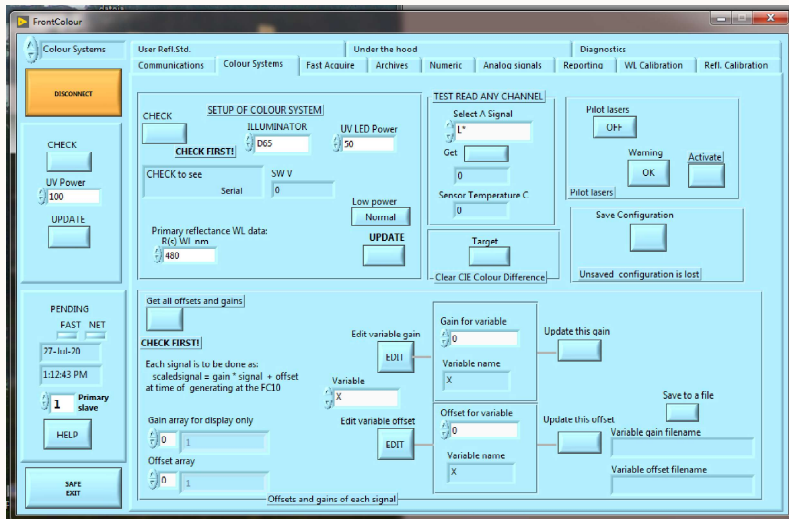 FrontColour
Colour Systems
DISCONNECT
CHECK
UV Power
100
UPDATE
PENDING
FAST NET
27-Jul-20
1:12:43 PM
1 Primary slave
HELP
SAFE
EXIT
User Refl.Std. Under the hood Diagnostics
Communications Colour Systems Fast Acquire Archives Numeric Analog signals Reporting WL Calibration Refl. Calibration
SETUP OF COLOUR SYSTEM
CHECK
CHECK FIRST!
ILLUMINATOR
D65
UV LED Power
50
CHECK to see
Serial
SW V
0
Low power
Normal
UPDATE
Primary reflectance WL data:
R(s) WL nm
480
TEST READ ANY CHANNEL
Select A Signal
L*
Get
0
Sensor Temperature C
0
Target
Clear CIE Colour Difference
Pilot lasers
OFF
Warning
OK
Activate
Pilot lasers
Save Configuration
Unsaved configuration is lost
Get all offsets and gains
CHECK FIRST!
Each signal is to be done as:
scaledsignal = gain * signal + offset
at time of generating at the FC10
Gain array for display only
0 1
Offset array
0 1
Variable
X
Edit variable gain
EDIT
Edit variable offset
EDIT
Gain for variable
0
Variable name
X
Update this gain
Offset for variable
0
Variable name
X
Update this offset
Save to a file
Variable gain filename
Variable offset filename
Offsets and gains of each signal